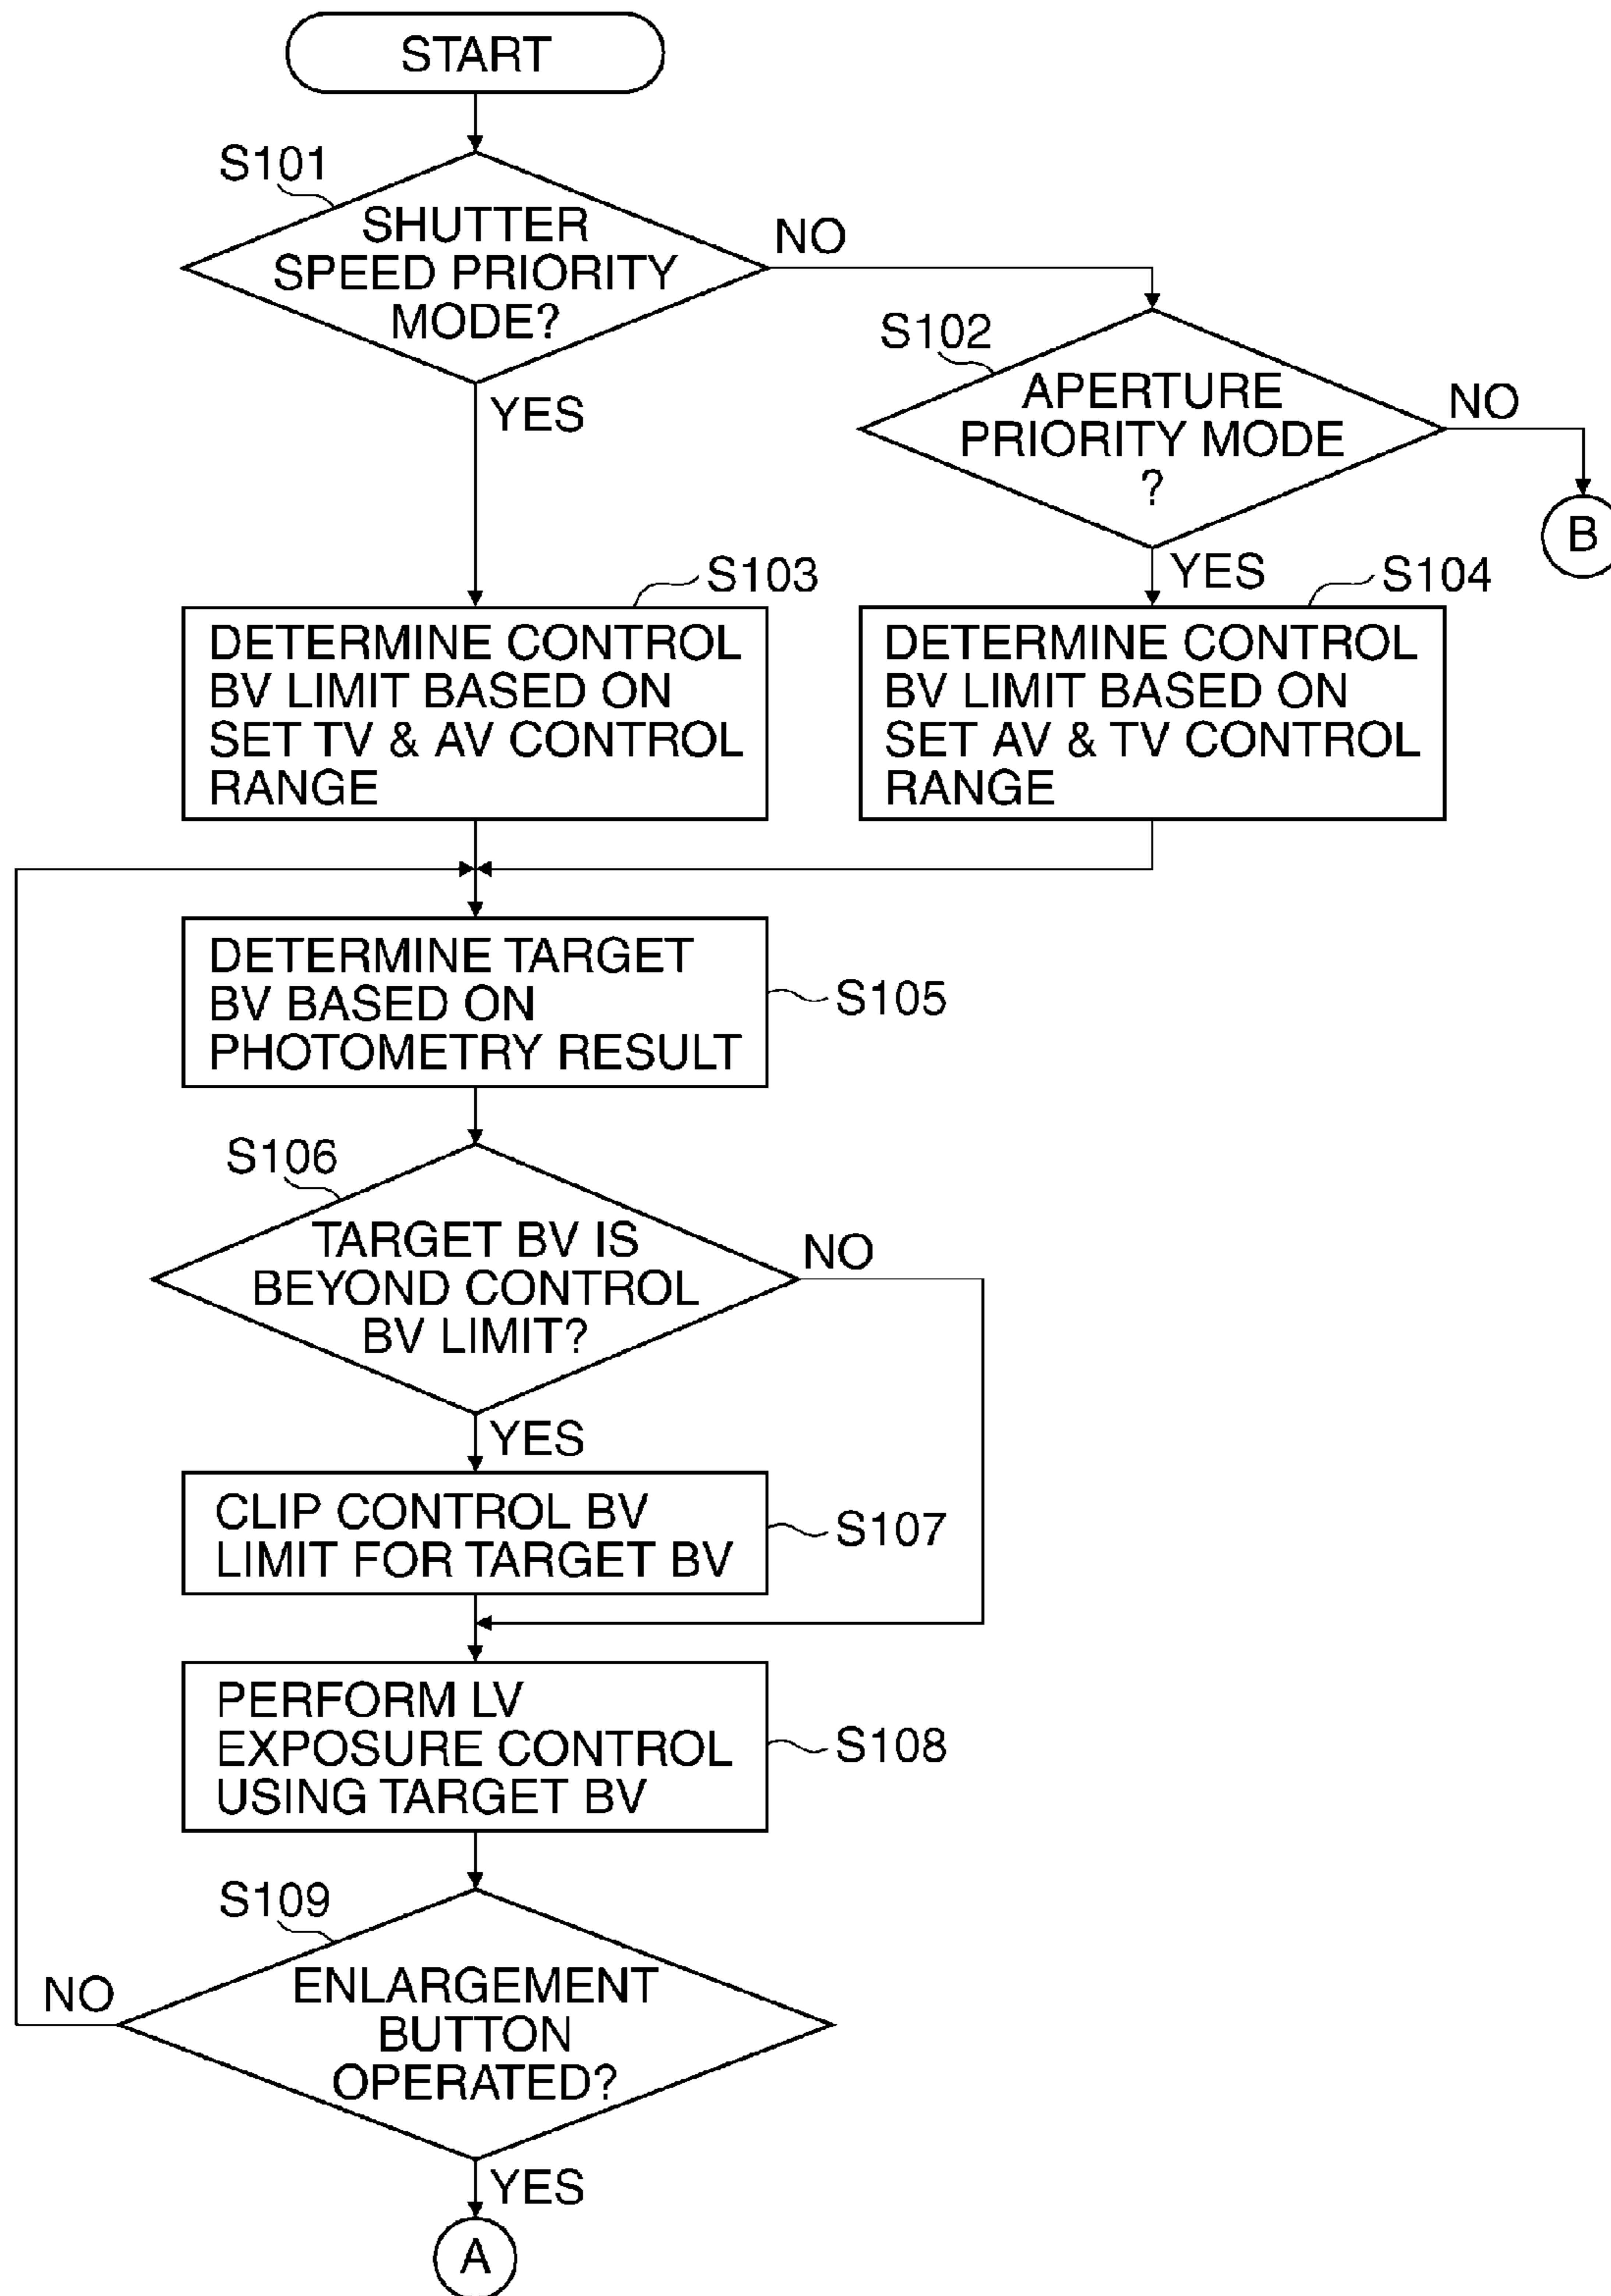 START
S101
SHUTTER
SPEED PRIORITY
MODE?
NO
YES
S102
APERTURE
PRIORITY MODE
?
NO
B
YES
S103
DETERMINE CONTROL
BV LIMIT BASED ON
SET TV & AV CONTROL
RANGE
S104
DETERMINE CONTROL
BV LIMIT BASED ON
SET AV & TV CONTROL
RANGE
DETERMINE TARGET
BV BASED ON
PHOTOMETRY RESULT
S105
S106
TARGET BV IS
BEYOND CONTROL
BV LIMIT?
NO
YES
CLIP CONTROL BV
LIMIT FOR TARGET BV
S107
PERFORM LV
EXPOSURE CONTROL
USING TARGET BV
S108
S109
ENLARGEMENT
BUTTON
OPERATED?
NO
YES
A